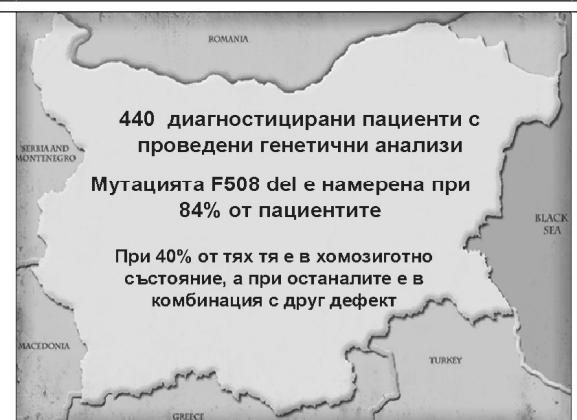 ROMANIA
440 диагностицирани пациенти с
проведени генетични анализи
SERBIA AND
MONTENEGRO
Мутацията F508 del е намерена при
84% от пациентите
BLACK
SEA
При 40% от тях тя е в хомозиготно
състояние, а при останалите е в
комбинация с друг дефект
MACEDONIA
TURKEY
GREECE